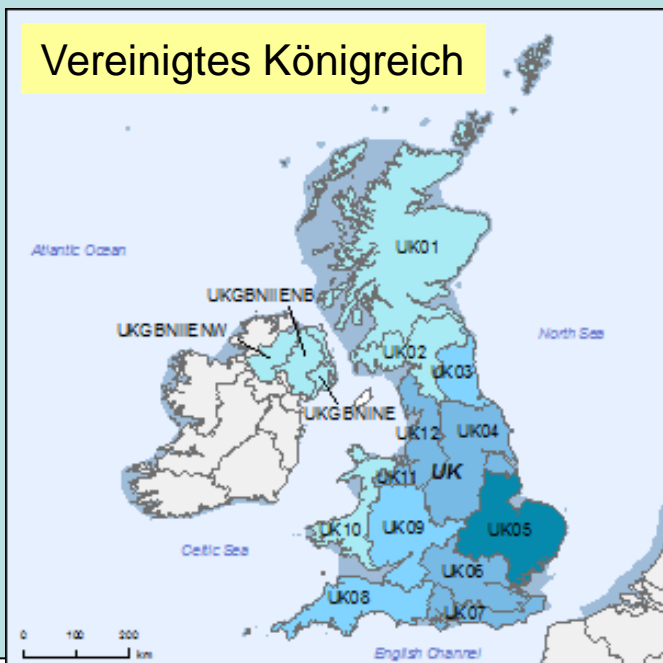 Vereinigtes Königreich
Atlantic Ocean
UK01
UKGBNIIENB
UKGBNIIENW
North Sea
UK02
UK03
UKGBNINE
UK12
UK04
UK
UK11
UK10
UK09
UK05
Celtic Sea
UK06
UK08
UK07
0 100 200
km
English Channel